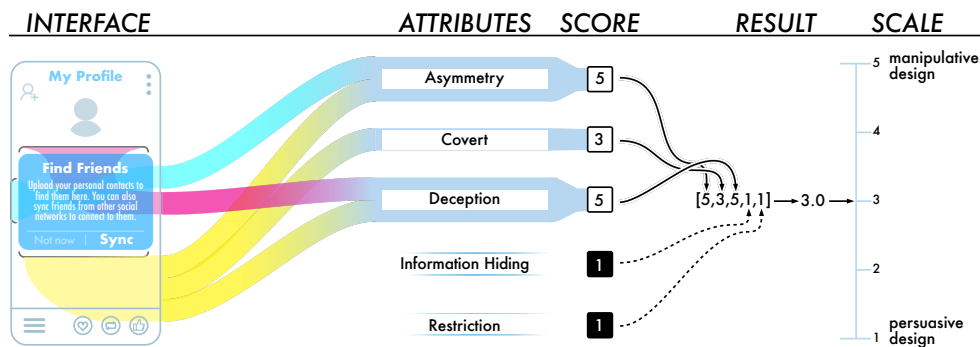 INTERFACE ATTRIBUTES SCORE RESULT SCALE
My Profile
Find Friends
Upload your personal contacts to
find them here. You can also
sync friends from other social
networks to connect to them.
Not now | Sync
Asymmetry 5
Covert 3
Deception 5
Information Hiding 1
Restriction 1
[5,3,5,1,1] 3.0
5 manipulative
design
4
3
2
1 persuasive
design